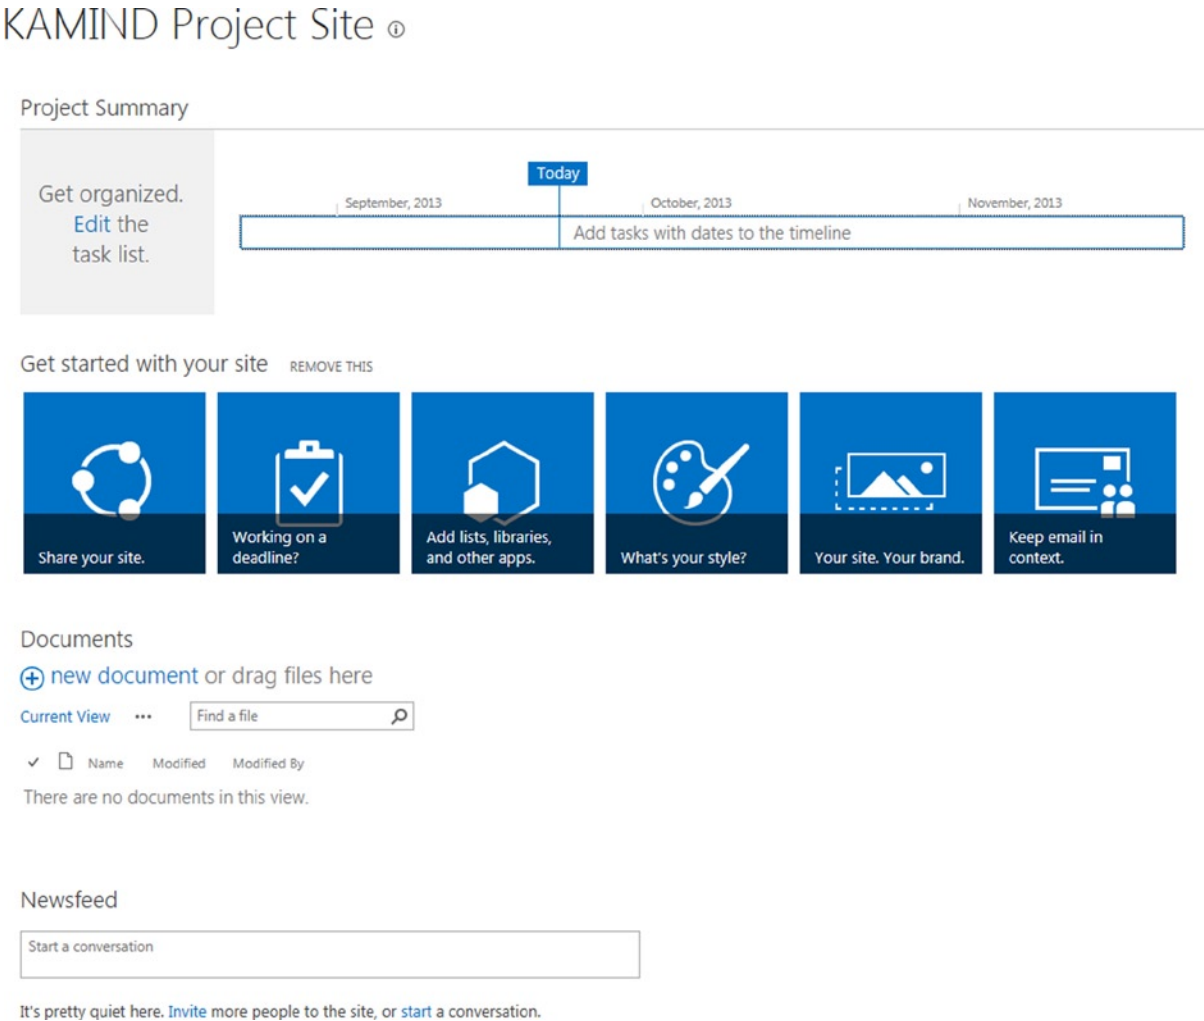 KAMIND Project Site
Project Summary
Get organized.
Edit the
task list.
Today
September, 2013
October, 2013
November, 2013
Add tasks with dates to the timeline
Get started with your site REMOVE THIS
Share your site.
Working on a
deadline?
Add lists, libraries,
and other apps.
What's your style?
Your site. Your brand.
Keep email in
context.
Documents
new document or drag files here
Current View ... Find a file
Name Modified Modified By
There are no documents in this view.
Newsfeed
Start a conversation
It's pretty quiet here. Invite more people to the site, or start a conversation.